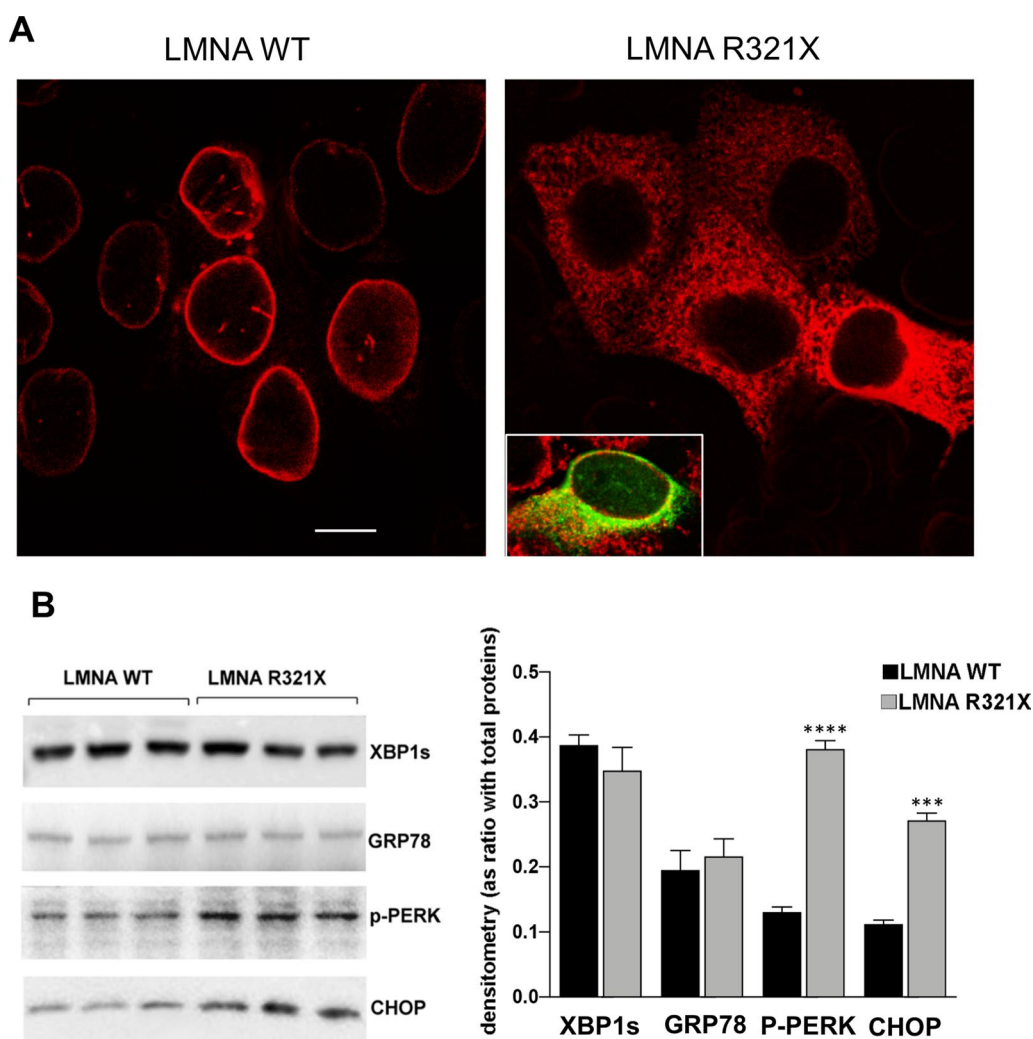 A
LMNA WT
LMNA R321X
B
LMNA WT
LMNA R321X
XBP1s
GRP78
p-PERK
CHOP
densitometry (as ratio with total proteins)
0.5
0.4
0.3
0.2
0.1
0.0
LMNA WT
LMNA R321X
****
***
XBP1s
GRP78
P-PERK
CHOP